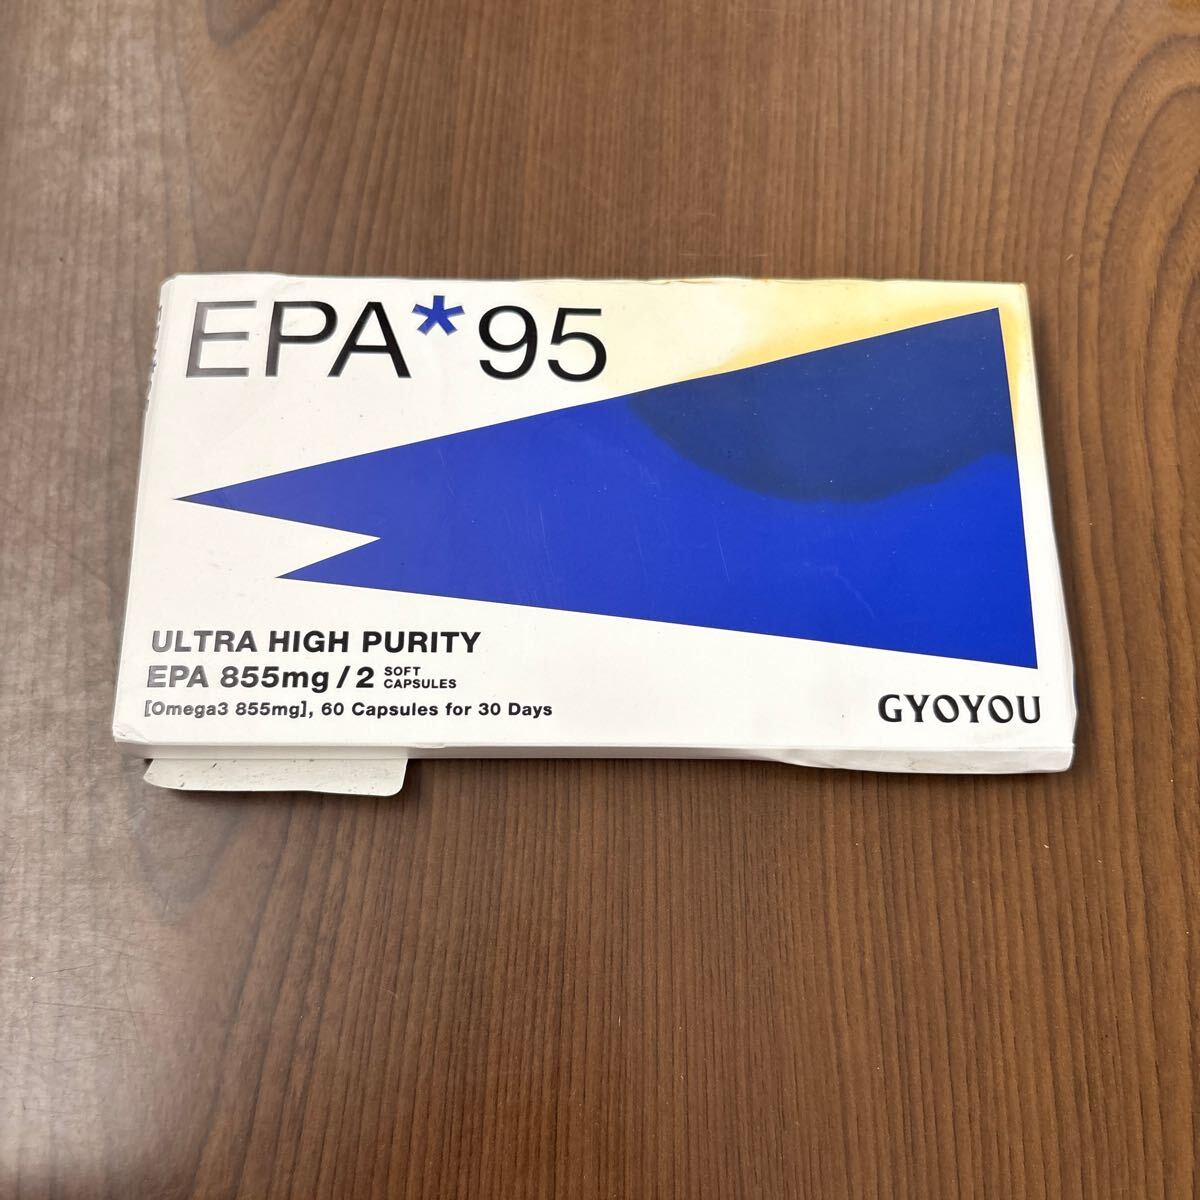 EPA*95
ULTRA HIGH PURITY
EPA 855mg/2 SOFT CAPSULES
[Omega3 855mg], 60 Capsules for 30 Days
GYOYOU